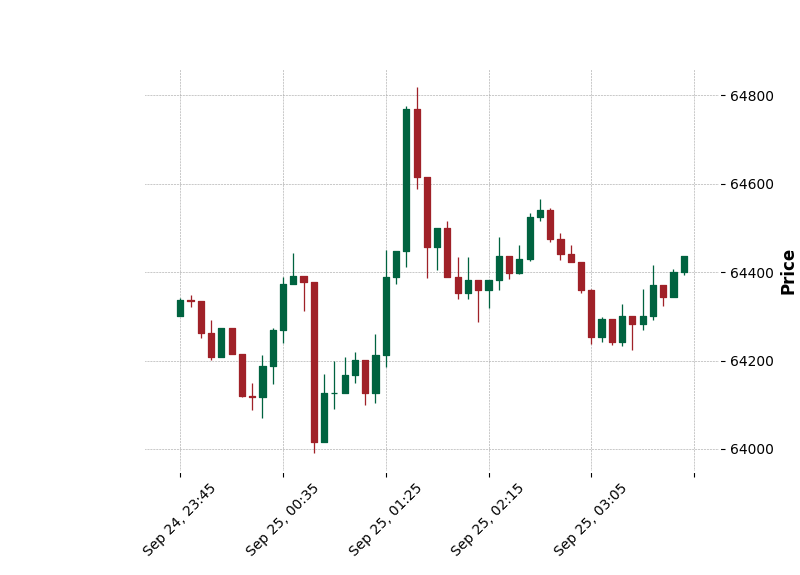 64800
64600
64400
64200
64000
Price
Sep 24, 23:45
Sep 25, 00:35
Sep 25, 01:25
Sep 25, 02:15
Sep 25, 03:05